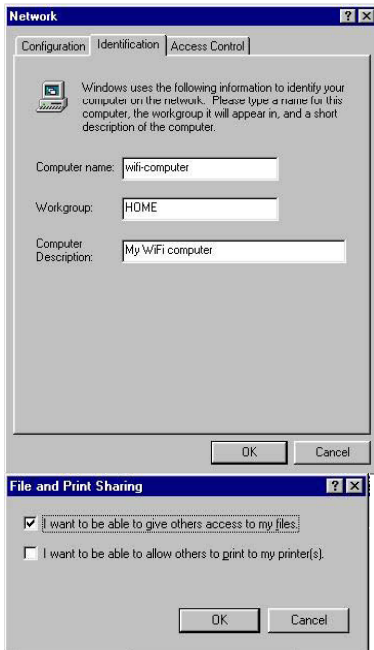 Network
Configuration Identification Access Control
Windows uses the following information to identify your
computer on the network. Please type a name for this
computer, the workgroup it will appear in, and a short
description of the computer.
Computer name: wifi-computer
Workgroup: HOME
Computer
Description: My WiFi computer
OK Cancel
File and Print Sharing
I want to be able to give others access to my files.
I want to be able to allow others to print to my printer(s).
OK Cancel